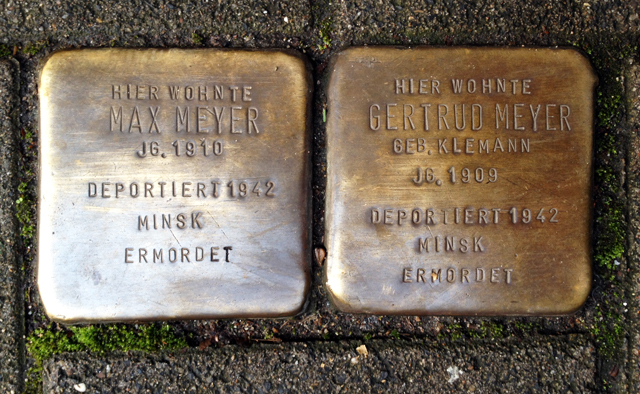 HIER WOHNTE
MAX MEYER
JG. 1910
DEPORTIERT 1942
MINSK
ERMORDET
HIER WOHNTE
GERTRUD MEYER
GEB. KLEMANN
JG. 1909
DEPORTIERT 1942
MINSK
ERMORDET